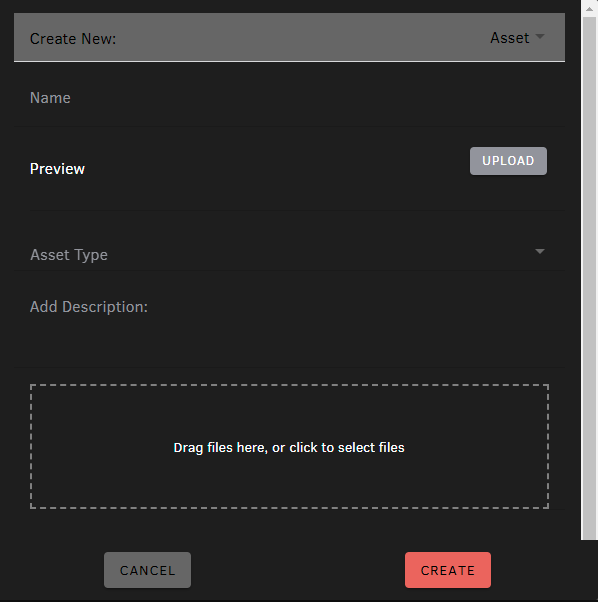 Create New: Asset
Name
Preview UPLOAD
Asset Type
Add Description:
Drag files here, or click to select files
CANCEL CREATE